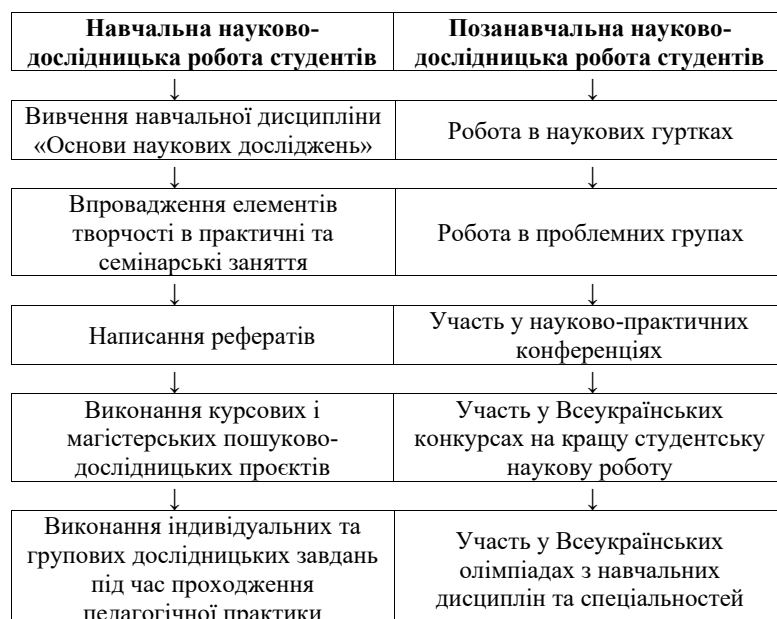 Навчальна науково-
дослідницька робота студентів
Позанавчальна науково-
дослідницька робота студентів
↓
↓
Вивчення навчальної дисципліни
«Основи наукових досліджень»
Робота в наукових гуртках
↓
↓
Впровадження елементів
творчості в практичні та
семінарські заняття
Робота в проблемних групах
↓
↓
Написання рефератів
Участь у науково-практичних
конференціях
↓
↓
Виконання курсових і
магістерських пошуково-
дослідницьких проєктів
Участь у Всеукраїнських
конкурсах на кращу студентську
наукову роботу
↓
↓
Виконання індивідуальних та
групових дослідницьких завдань
під час проходження
педагогічної практики
Участь у Всеукраїнських
олімпіадах з навчальних
дисциплін та спеціальностей